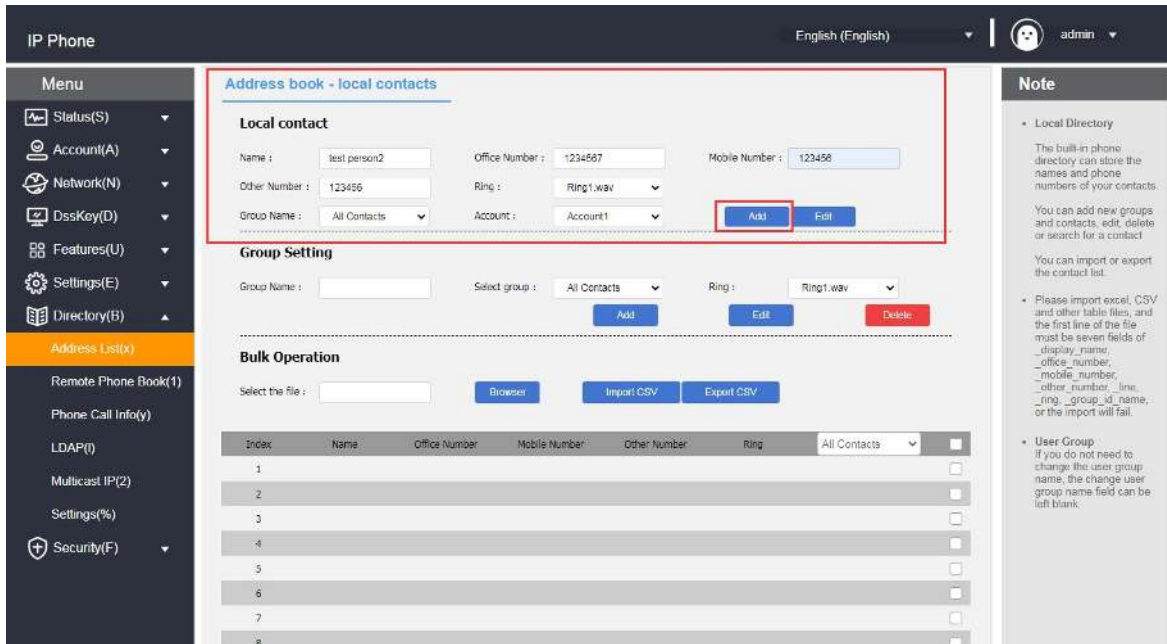 IP Phone
English (English)
admin
Menu
Status(S)
Account(A)
Network(N)
DssKey(D)
Features(U)
Settings(E)
Directory(B)
Address List(x)
Remote Phone Book(1)
Phone Call Info(y)
LDAP(l)
Multicast IP(2)
Settings(%)
Security(F)
Address book - local contacts
Local contact
Name : test person2 Office Number : 1234567 Mobile Number : 123456
Other Number : 123456 Ring : Ring1.wav
Group Name : All Contacts Account : Account1 Add Edit
Group Setting
Group Name : Select group : All Contacts Ring : Ring1.wav
Add Edit Delete
Bulk Operation
Select the file : Browser Import CSV Export CSV
Index Name Office Number Mobile Number Other Number Ring All Contacts
1
2
3
4
5
6
7
8
Note
• Local Directory
The built-in phone
directory can store the
names and phone
numbers of your contacts.
You can add new groups
and contacts, edit, delete
or search for a contact
You can import or export
the contact list.
• Please import excel, CSV
and other table files, and
the first line of the file
must be seven fields of
_display_name,
_office_number,
_mobile_number,
_other_number, _line,
_ring, _group_id_name,
or the import will fail.
• User Group
If you do not need to
change the user group
name, the change user
group name field can be
left blank.